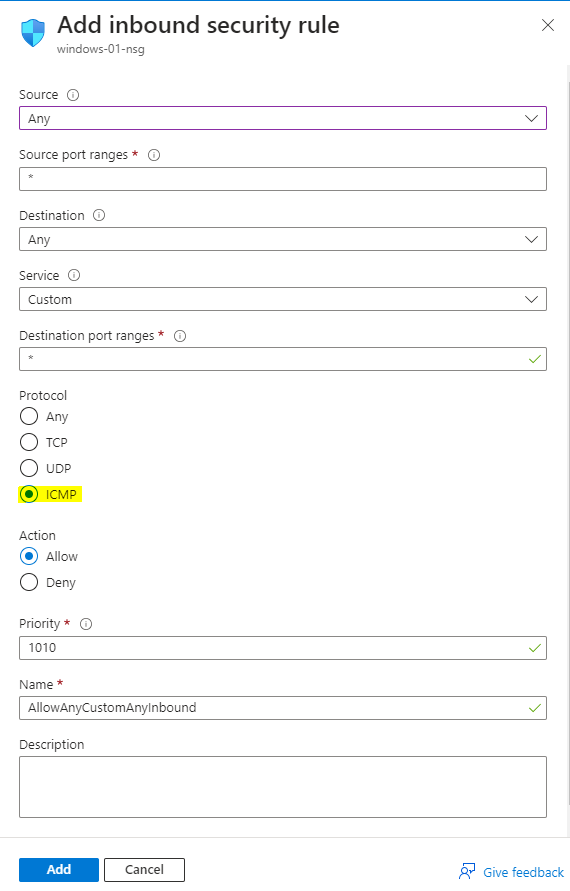 Add inbound security rule
windows-01-nsg
Source
Any
Source port ranges *
*
Destination
Any
Service
Custom
Destination port ranges *
*
Protocol
Any
TCP
UDP
ICMP
Action
Allow
Deny
Priority *
1010
Name *
AllowAnyCustomAnyInbound
Description
Add Cancel Give feedback